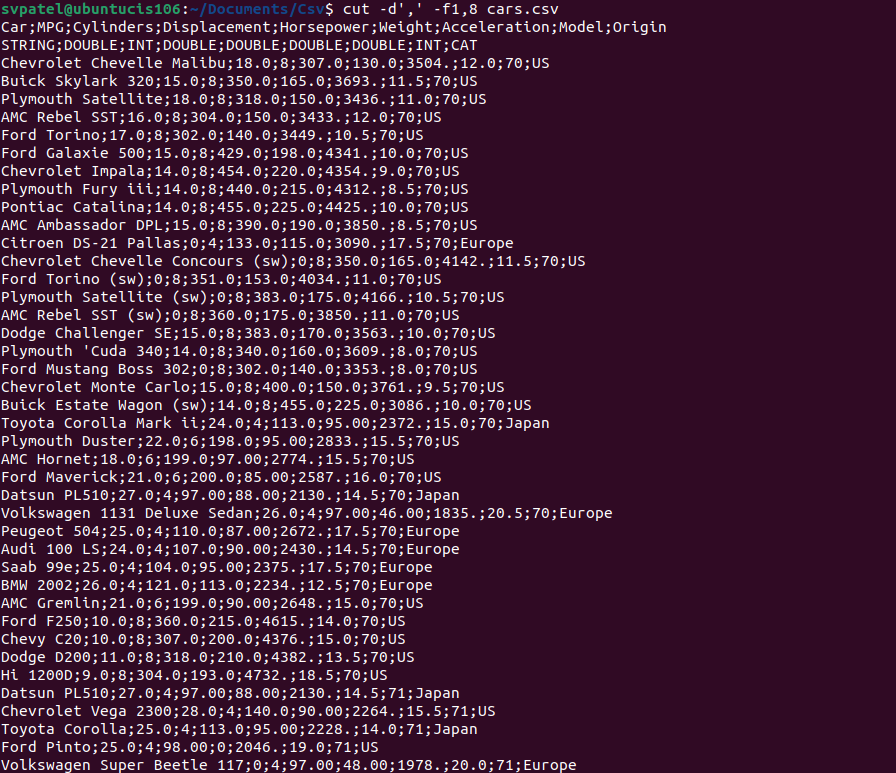 svpatel@ubuntucis106:~/Documents/Csv$ cut -d',' -f1,8 cars.csv
Car;MPG;Cylinders;Displacement;Horsepower;Weight;Acceleration;Model;Origin
STRING;DOUBLE;INT;DOUBLE;DOUBLE;DOUBLE;DOUBLE;INT;CAT
Chevrolet Chevelle Malibu;18.0;8;307.0;130.0;3504.;12.0;70;US
Buick Skylark 320;15.0;8;350.0;165.0;3693.;11.5;70;US
Plymouth Satellite;18.0;8;318.0;150.0;3436.;11.0;70;US
AMC Rebel SST;16.0;8;304.0;150.0;3433.;12.0;70;US
Ford Torino;17.0;8;302.0;140.0;3449.;10.5;70;US
Ford Galaxie 500;15.0;8;429.0;198.0;4341.;10.0;70;US
Chevrolet Impala;14.0;8;454.0;220.0;4354.;9.0;70;US
Plymouth Fury iii;14.0;8;440.0;215.0;4312.;8.5;70;US
Pontiac Catalina;14.0;8;455.0;225.0;4425.;10.0;70;US
AMC Ambassador DPL;15.0;8;390.0;190.0;3850.;8.5;70;US
Citroen DS-21 Pallas;0;4;133.0;115.0;3090.;17.5;70;Europe
Chevrolet Chevelle Concours (sw);0;8;350.0;165.0;4142.;11.5;70;US
Ford Torino (sw);0;8;351.0;153.0;4034.;11.0;70;US
Plymouth Satellite (sw);0;8;383.0;175.0;4166.;10.5;70;US
AMC Rebel SST (sw);0;8;360.0;175.0;3850.;11.0;70;US
Dodge Challenger SE;15.0;8;383.0;170.0;3563.;10.0;70;US
Plymouth 'Cuda 340;14.0;8;340.0;160.0;3609.;8.0;70;US
Ford Mustang Boss 302;0;8;302.0;140.0;3353.;8.0;70;US
Chevrolet Monte Carlo;15.0;8;400.0;150.0;3761.;9.5;70;US
Buick Estate Wagon (sw);14.0;8;455.0;225.0;3086.;10.0;70;US
Toyota Corolla Mark ii;24.0;4;113.0;95.00;2372.;15.0;70;Japan
Plymouth Duster;22.0;6;198.0;95.00;2833.;15.5;70;US
AMC Hornet;18.0;6;199.0;97.00;2774.;15.5;70;US
Ford Maverick;21.0;6;200.0;85.00;2587.;16.0;70;US
Datsun PL510;27.0;4;97.00;88.00;2130.;14.5;70;Japan
Volkswagen 1131 Deluxe Sedan;26.0;4;97.00;46.00;1835.;20.5;70;Europe
Peugeot 504;25.0;4;110.0;87.00;2672.;17.5;70;Europe
Audi 100 LS;24.0;4;107.0;90.00;2430.;14.5;70;Europe
Saab 99e;25.0;4;104.0;95.00;2375.;17.5;70;Europe
BMW 2002;26.0;4;121.0;113.0;2234.;12.5;70;Europe
AMC Gremlin;21.0;6;199.0;90.00;2648.;15.0;70;US
Ford F250;10.0;8;360.0;215.0;4615.;14.0;70;US
Chevy C20;10.0;8;307.0;200.0;4376.;15.0;70;US
Dodge D200;11.0;8;318.0;210.0;4382.;13.5;70;US
Hi 1200D;9.0;8;304.0;193.0;4732.;18.5;70;US
Datsun PL510;27.0;4;97.00;88.00;2130.;14.5;71;Japan
Chevrolet Vega 2300;28.0;4;140.0;90.00;2264.;15.5;71;US
Toyota Corolla;25.0;4;113.0;95.00;2228.;14.0;71;Japan
Ford Pinto;25.0;4;98.00;0;2046.;19.0;71;US
Volkswagen Super Beetle 117;0;4;97.00;48.00;1978.;20.0;71;Europe